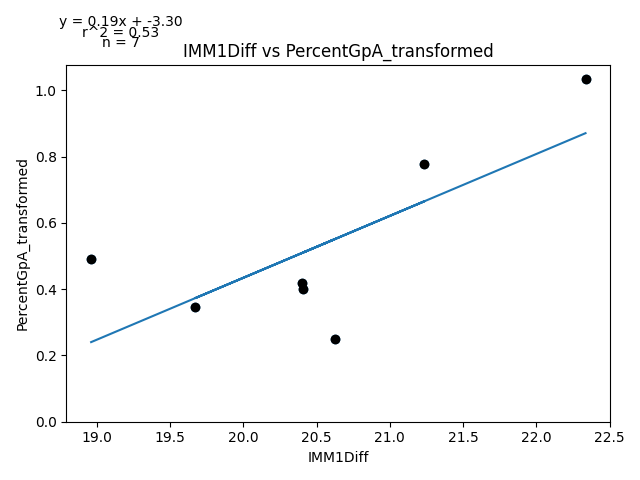 y = 0.19x + -3.30
r^2 = 0.53
n = 7
IMM1Diff vs PercentGpA_transformed
PercentGpA_transformed
1.0
0.8
0.6
0.4
0.2
0.0
19.0 19.5 20.0 20.5 21.0 21.5 22.0 22.5
IMM1Diff